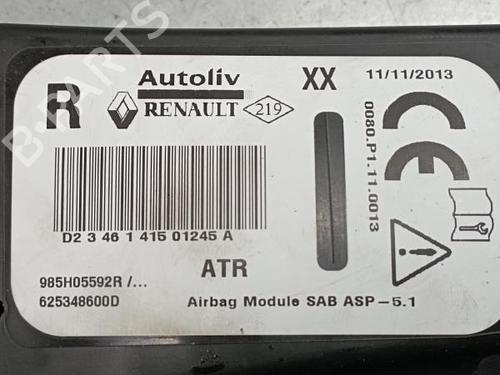 R
Autoliv
RENAULT
219
XX
11/11/2013
CE
0080.P1.11.0013
D2 3 46 1 415 01245 A
ATR
985H05592R /...
625348600D
Airbag Module SAB ASP-5.1
B-PARTS